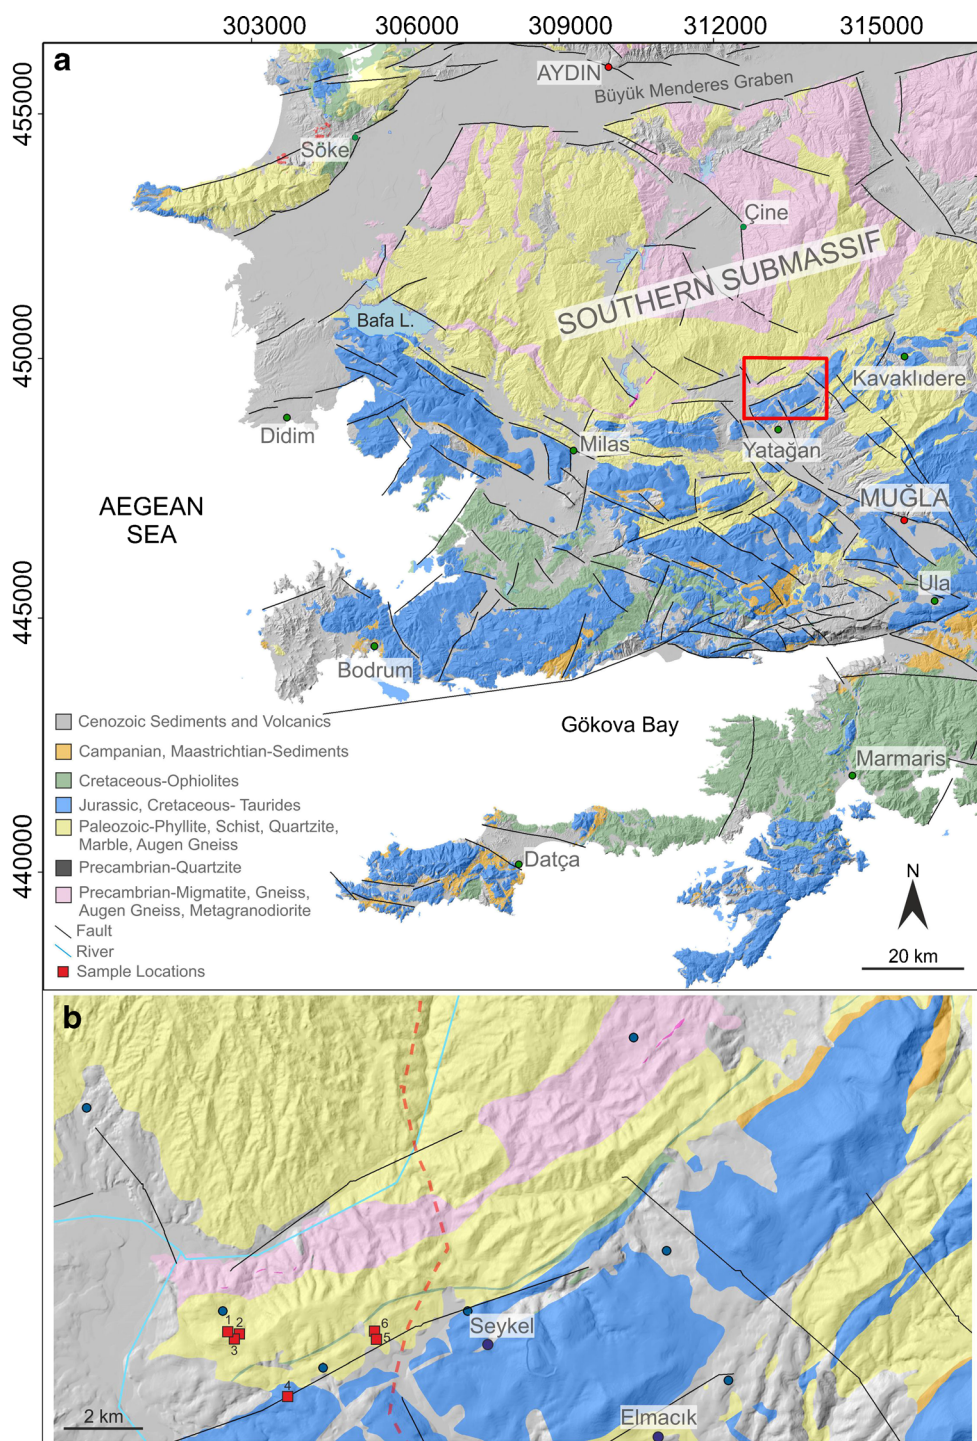 303000 306000 309000 312000 315000
a
455000
450000
445000
440000
AYDIN
Büyük Menderes Graben
Söke
Çine
SOUTHERN SUBMASSIF
Bafa L.
Kavaklıdere
Didim
Milas
Yatağan
AEGEAN
SEA
MUĞLA
Ula
Bodrum
Gökova Bay
Marmaris
Datça
Cenozoic Sediments and Volcanics
Campanian, Maastrichtian-Sediments
Cretaceous-Ophiolites
Jurassic, Cretaceous- Taurides
Paleozoic-Phyllite, Schist, Quartzite,
Marble, Augen Gneiss
Precambrian-Quartzite
Precambrian-Migmatite, Gneiss,
Augen Gneiss, Metagranodiorite
Fault
River
Sample Locations
N
20 km
b
1
2
3
6
5
4
Seykel
Elmacık
2 km